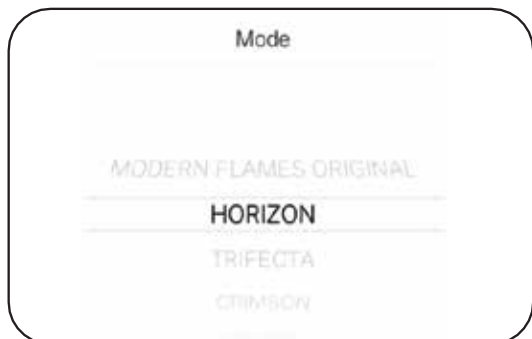 Mode
MODERN FLAMES ORIGINAL
HORIZON
TRIFECTA
CRIMSON